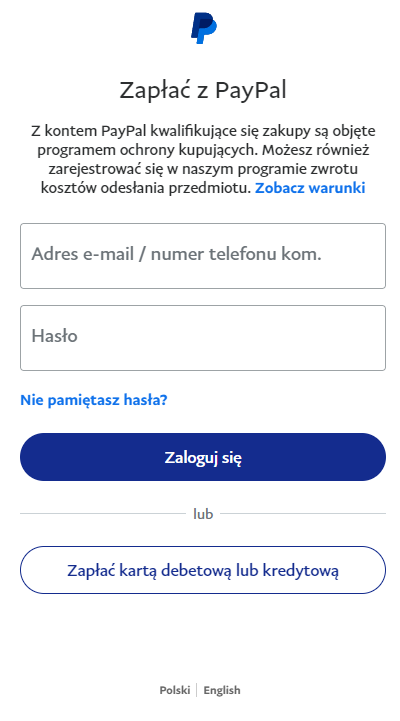 Zapłać z PayPal
Z kontem PayPal kwalifikujące się zakupy są objęte
programem ochrony kupujących. Możesz również
zarejestrować się w naszym programie zwrotu
kosztów odesłania przedmiotu. Zobacz warunki
Adres e-mail / numer telefonu kom.
Hasło
Nie pamiętasz hasła?
Zaloguj się
lub
Zapłać kartą debetową lub kredytową
Polski English